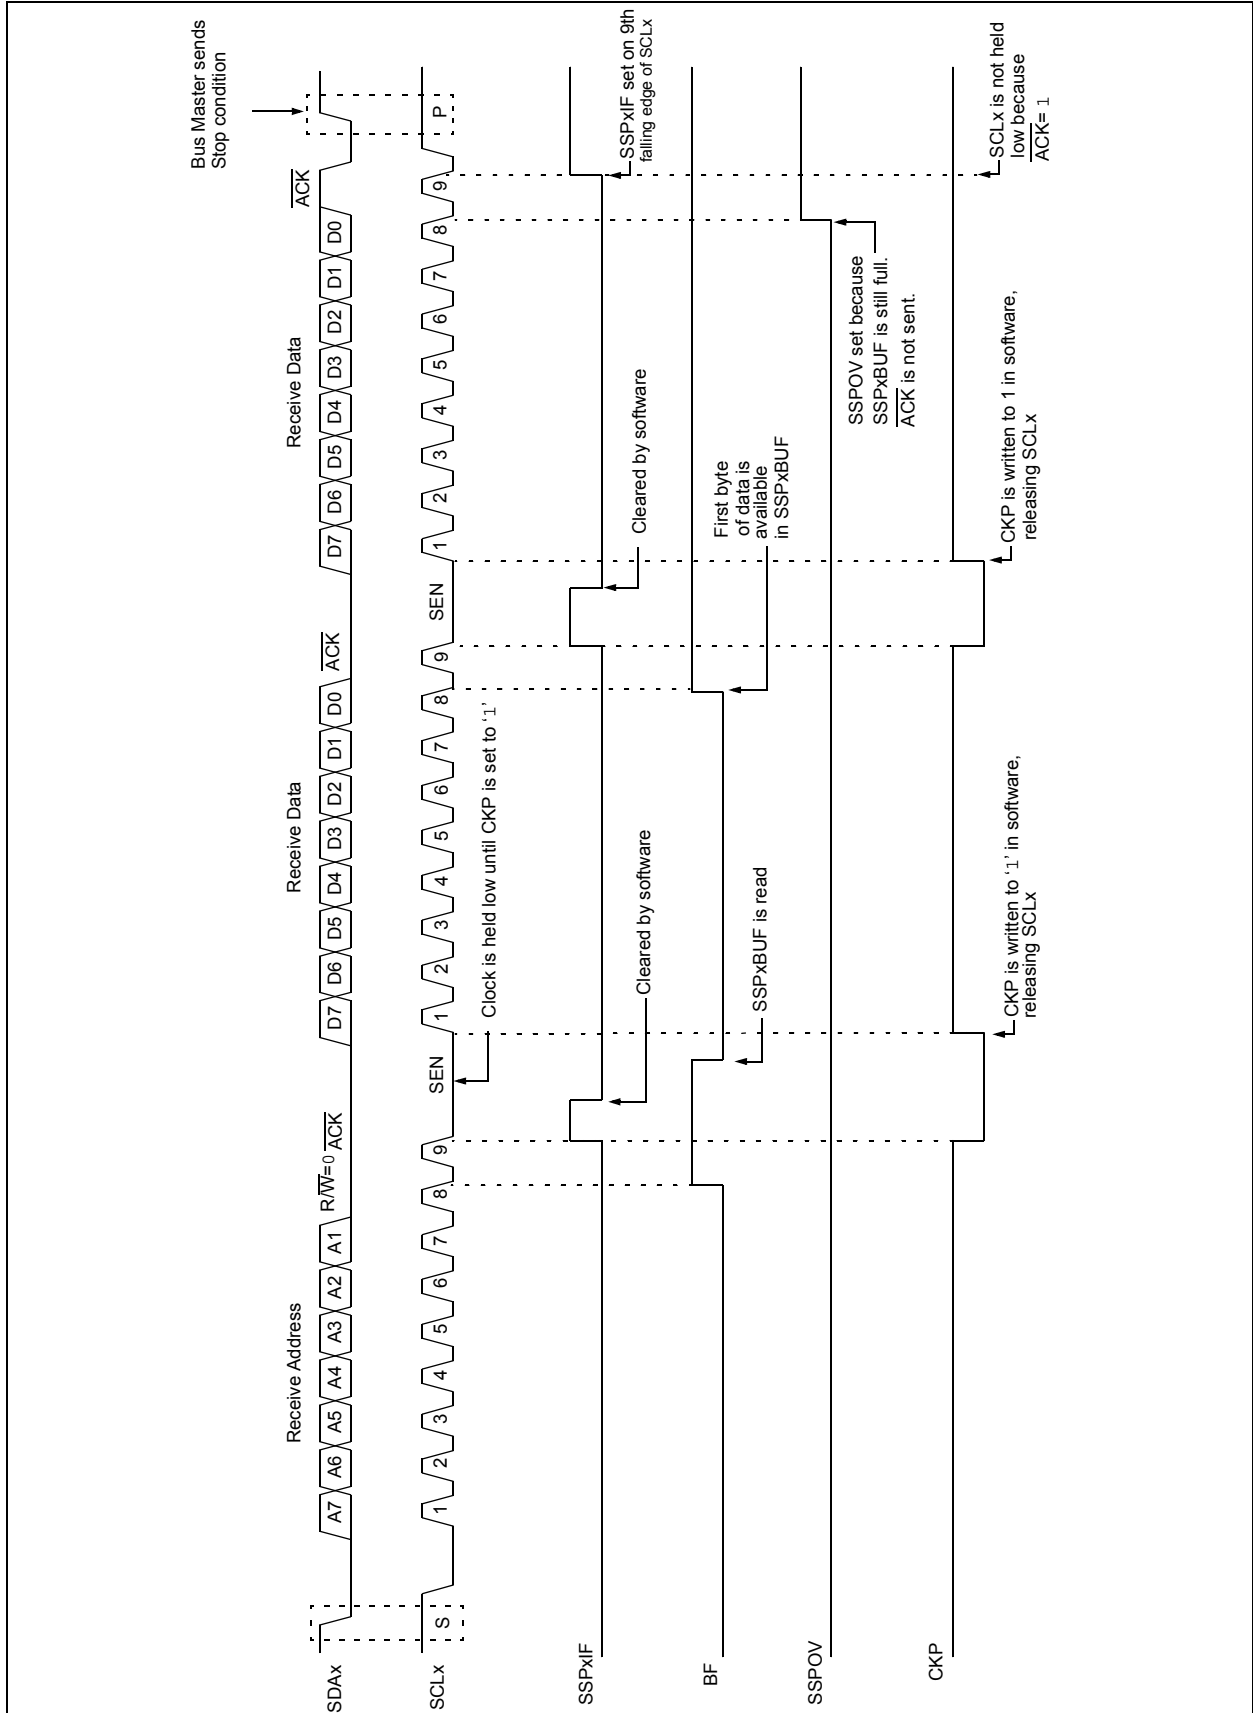 Bus Master sends
Stop condition
Receive Address
Receive Data
Receive Data
SDAx
A7 A6 A5 A4 A3 A2 A1 R/W̅=0 A̅C̅K̅ D7 D6 D5 D4 D3 D2 D1 D0 A̅C̅K̅ D7 D6 D5 D4 D3 D2 D1 D0 A̅C̅K̅
SCLx
S 1 2 3 4 5 6 7 8 9 SEN 1 2 3 4 5 6 7 8 9 SEN 1 2 3 4 5 6 7 8 9 P
Clock is held low until CKP is set to ‘1’
SSPxIF
Cleared by software
Cleared by software
SSPxIF set on 9th
falling edge of SCLx
BF
SSPxBUF is read
First byte
of data is
available
in SSPxBUF
SSPOV
SSPOV set because
SSPxBUF is still full.
A̅C̅K̅ is not sent.
CKP
CKP is written to ‘1’ in software,
releasing SCLx
CKP is written to 1 in software,
releasing SCLx
SCLx is not held
low because
A̅C̅K̅= 1